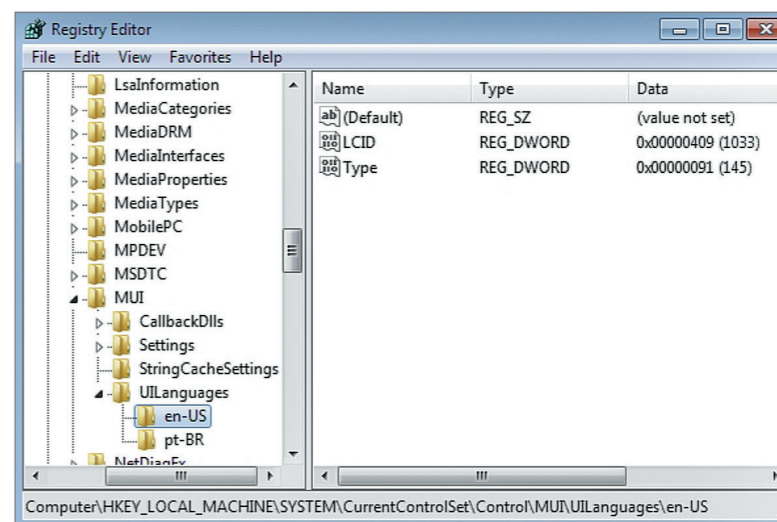 Registry Editor
File Edit View Favorites Help
LsaInformation
MediaCategories
MediaDRM
MediaInterfaces
MediaProperties
MediaTypes
MobilePC
MPDEV
MSDTC
MUI
CallbackDlls
Settings
StringCacheSettings
UILanguages
en-US
pt-BR
NetDiagFx
Name Type Data
(Default) REG_SZ (value not set)
LCID REG_DWORD 0x00000409 (1033)
Type REG_DWORD 0x00000091 (145)
Computer\HKEY_LOCAL_MACHINE\SYSTEM\CurrentControlSet\Control\MUI\UILanguages\en-US